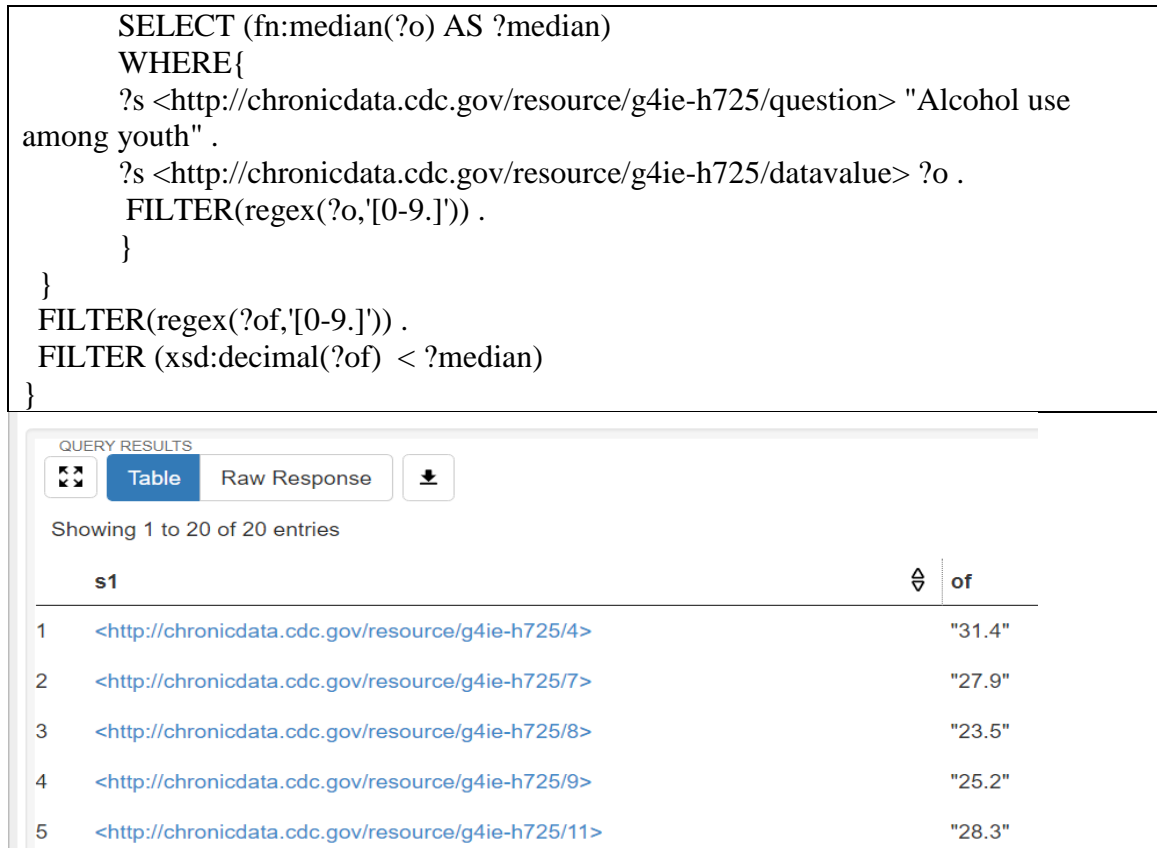 SELECT (fn:median(?o) AS ?median)
WHERE{
?s <http://chronicdata.cdc.gov/resource/g4ie-h725/question> "Alcohol use
among youth" .
?s <http://chronicdata.cdc.gov/resource/g4ie-h725/datavalue> ?o .
FILTER(regex(?o,'[0-9.]')) .
}
}
FILTER(regex(?of,'[0-9.]')) .
FILTER (xsd:decimal(?of) < ?median)
}
QUERY RESULTS
Table Raw Response
Showing 1 to 20 of 20 entries
s1 of
1 <http://chronicdata.cdc.gov/resource/g4ie-h725/4> "31.4"
2 <http://chronicdata.cdc.gov/resource/g4ie-h725/7> "27.9"
3 <http://chronicdata.cdc.gov/resource/g4ie-h725/8> "23.5"
4 <http://chronicdata.cdc.gov/resource/g4ie-h725/9> "25.2"
5 <http://chronicdata.cdc.gov/resource/g4ie-h725/11> "28.3"